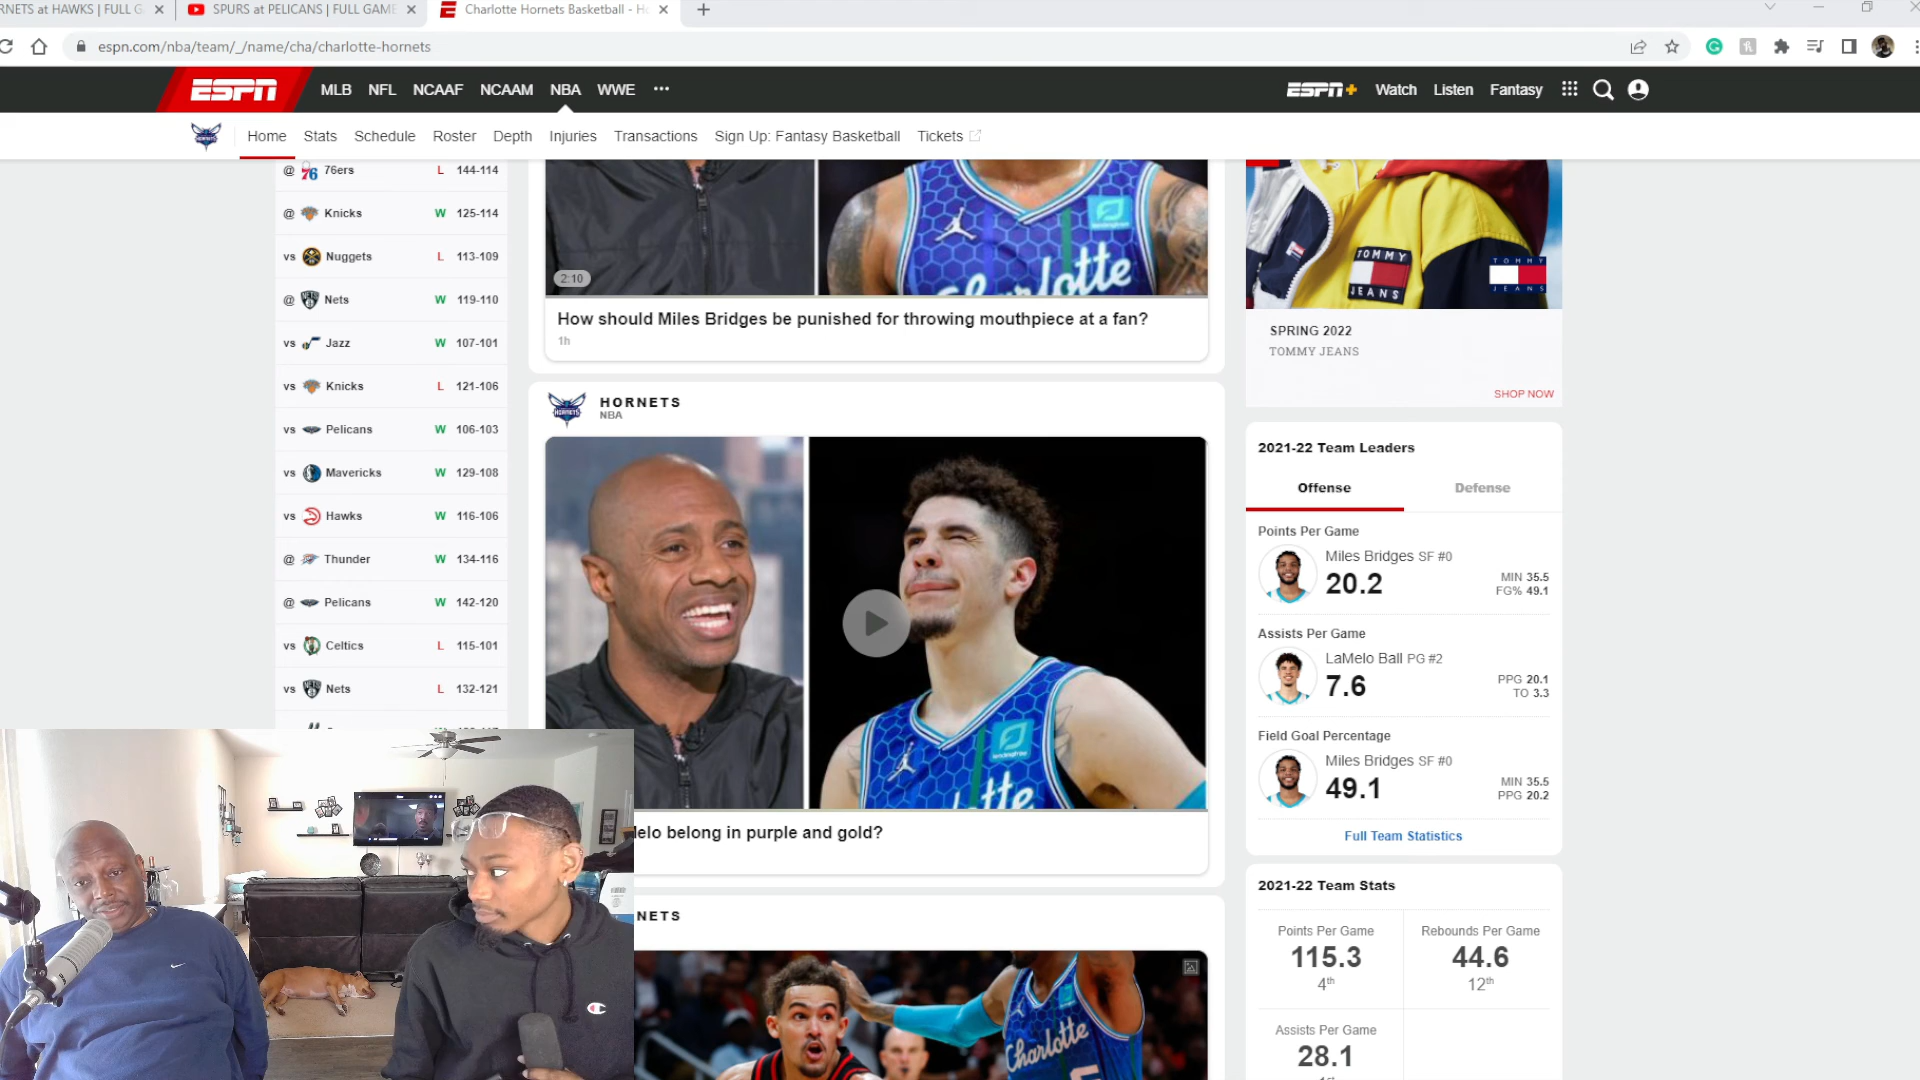 RNETS at HAWKS | FULL G
SPURS at PELICANS | FULL GAME
Charlotte Hornets Basketball - Ho
espn.com/nba/team/_/name/cha/charlotte-hornets
ESPN
MLB
NFL
NCAAF
NCAAM
NBA
WWE
ESPN+
Watch
Listen
Fantasy
Home
Stats
Schedule
Roster
Depth
Injuries
Transactions
Sign Up: Fantasy Basketball
Tickets
@ 76ers L 144-114
@ Knicks W 125-114
vs Nuggets L 113-109
@ Nets W 119-110
vs Jazz W 107-101
vs Knicks L 121-106
vs Pelicans W 106-103
vs Mavericks W 129-108
vs Hawks W 116-106
@ Thunder W 134-116
@ Pelicans W 142-120
vs Celtics L 115-101
vs Nets L 132-121
2:10
Charlotte
lendingtree
How should Miles Bridges be punished for throwing mouthpiece at a fan?
1h
HORNETS
NBA
lendingtree
elo belong in purple and gold?
NETS
Charlotte
TOMMY
JEANS
TOMMY
JEANS
SPRING 2022
TOMMY JEANS
SHOP NOW
2021-22 Team Leaders
Offense
Defense
Points Per Game
Miles Bridges SF #0
20.2
MIN 35.5
FG% 49.1
Assists Per Game
LaMelo Ball PG #2
7.6
PPG 20.1
TO 3.3
Field Goal Percentage
Miles Bridges SF #0
49.1
MIN 35.5
PPG 20.2
Full Team Statistics
2021-22 Team Stats
Points Per Game
115.3
4th
Rebounds Per Game
44.6
12th
Assists Per Game
28.1